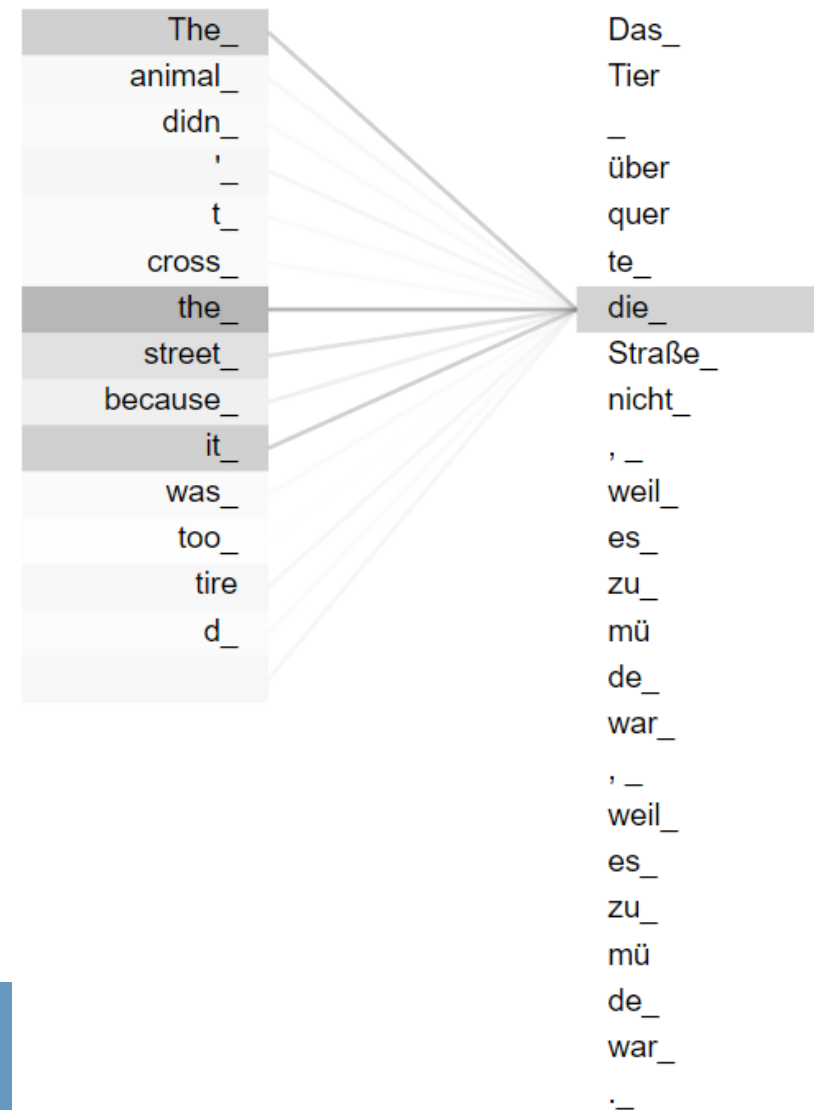 The_
animal_
didn_
'_
t_
cross_
the_
street_
because_
it_
was_
too_
tire
d_
Das_
Tier
_
über
quer
te_
die_
Straße_
nicht_
, _
weil_
es_
zu_
mü
de_
war_
, _
weil_
es_
zu_
mü
de_
war_
._